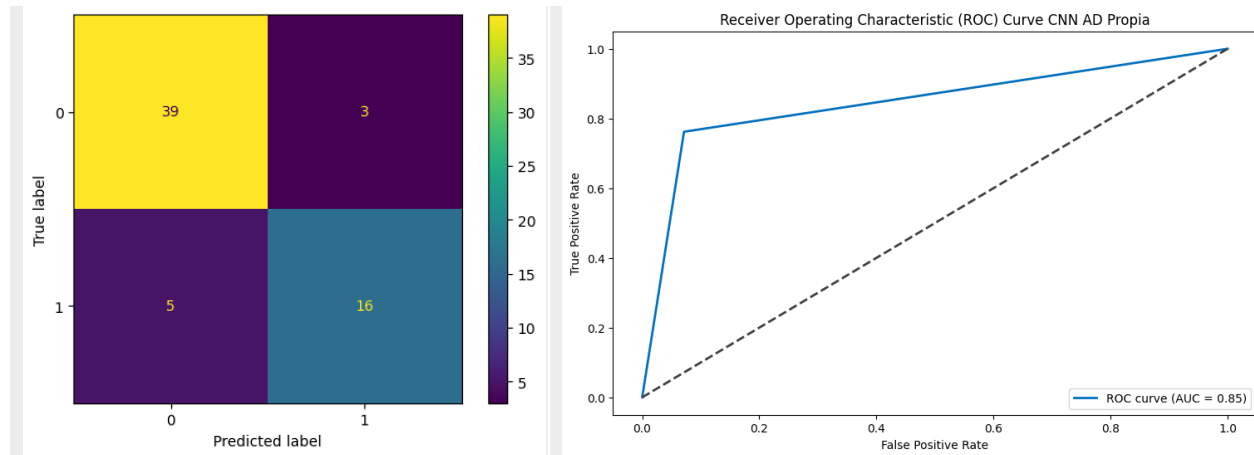 39 3
5 16
0
1
True label
0 1
Predicted label
35
30
25
20
15
10
5
Receiver Operating Characteristic (ROC) Curve CNN AD Propia
1.0
0.8
0.6
0.4
0.2
0.0
True Positive Rate
0.0 0.2 0.4 0.6 0.8 1.0
False Positive Rate
ROC curve (AUC = 0.85)